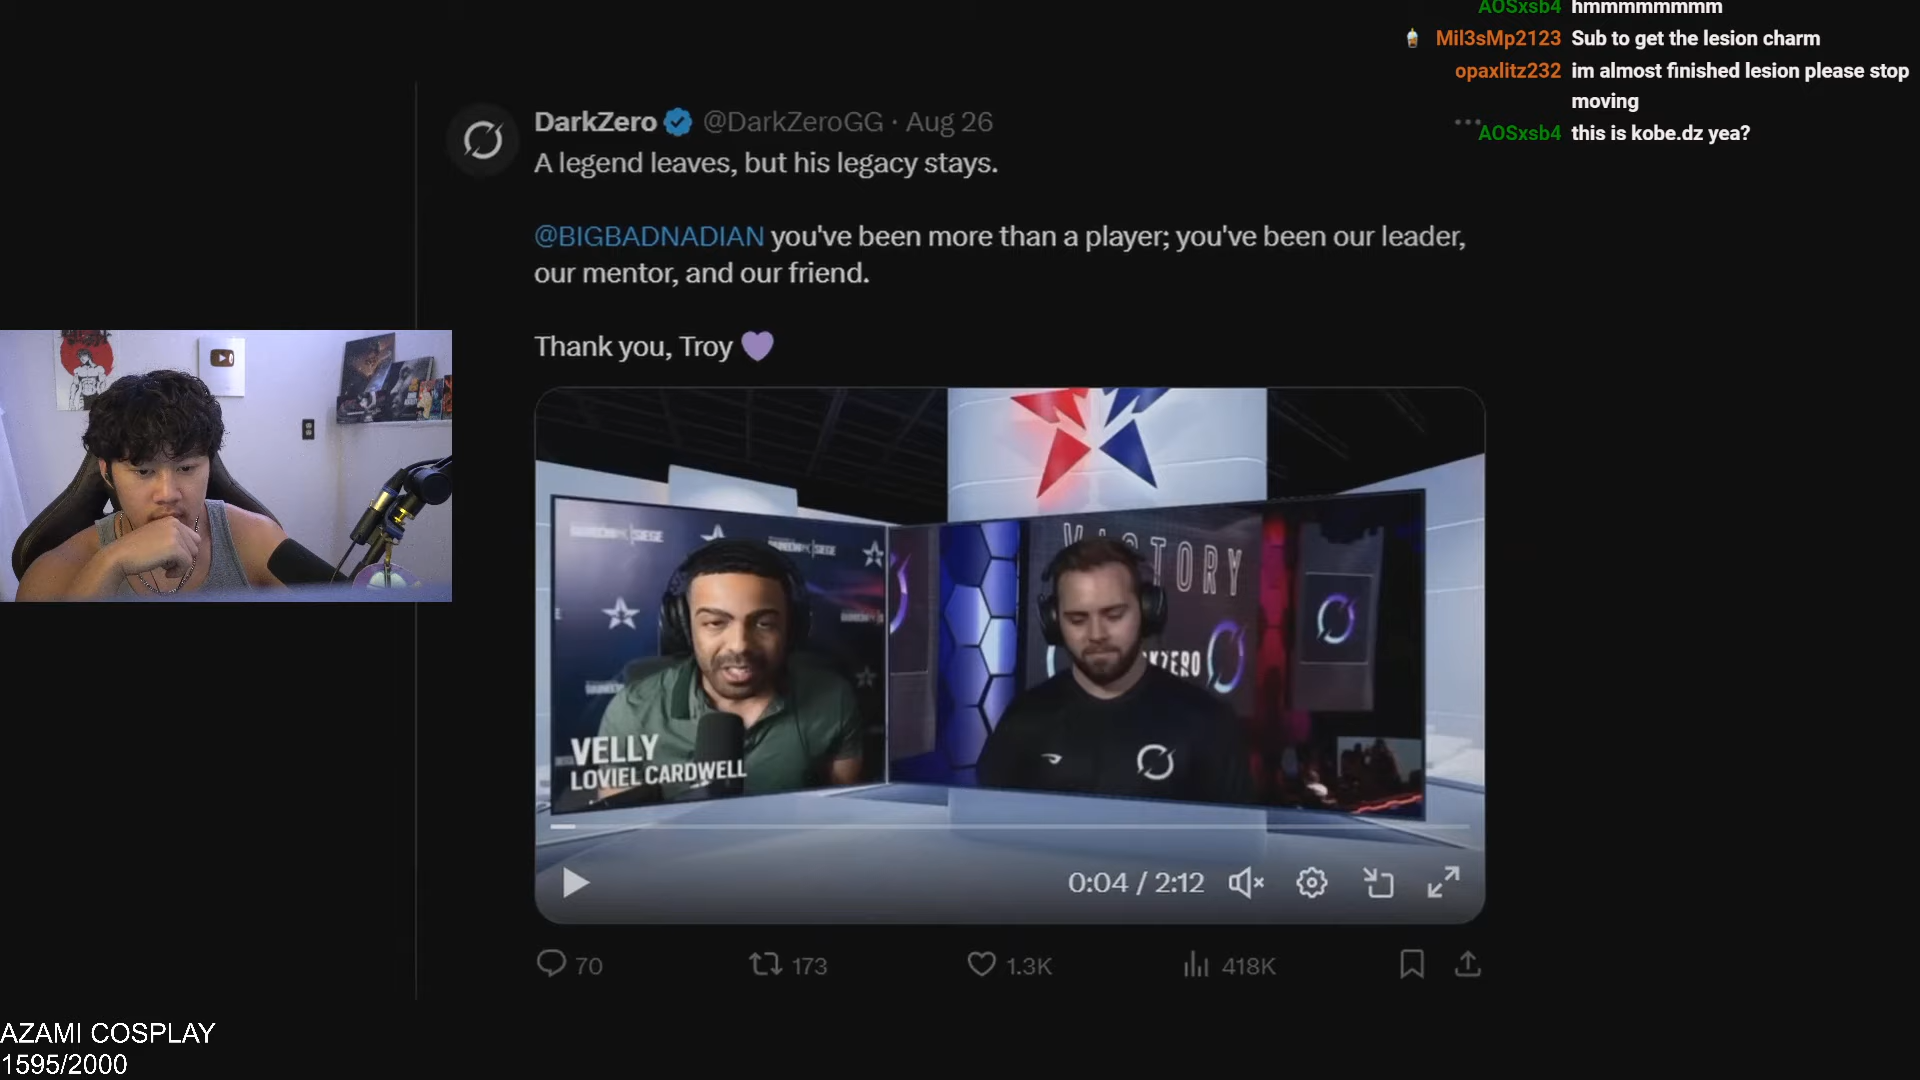 AOSxsb4 hmmmmmmmm
Mil3sMp2123 Sub to get the lesion charm
opaxlitz232 im almost finished lesion please stop
moving
AOSxsb4 this is kobe.dz yea?
DarkZero @DarkZeroGG · Aug 26
A legend leaves, but his legacy stays.
@BIGBADNADIAN you've been more than a player; you've been our leader,
our mentor, and our friend.
Thank you, Troy 💜
VICTORY
VELLY
LOVIEL CARDWELL
0:04 / 2:12
70
173
1.3K
418K
AZAMI COSPLAY
1595/2000